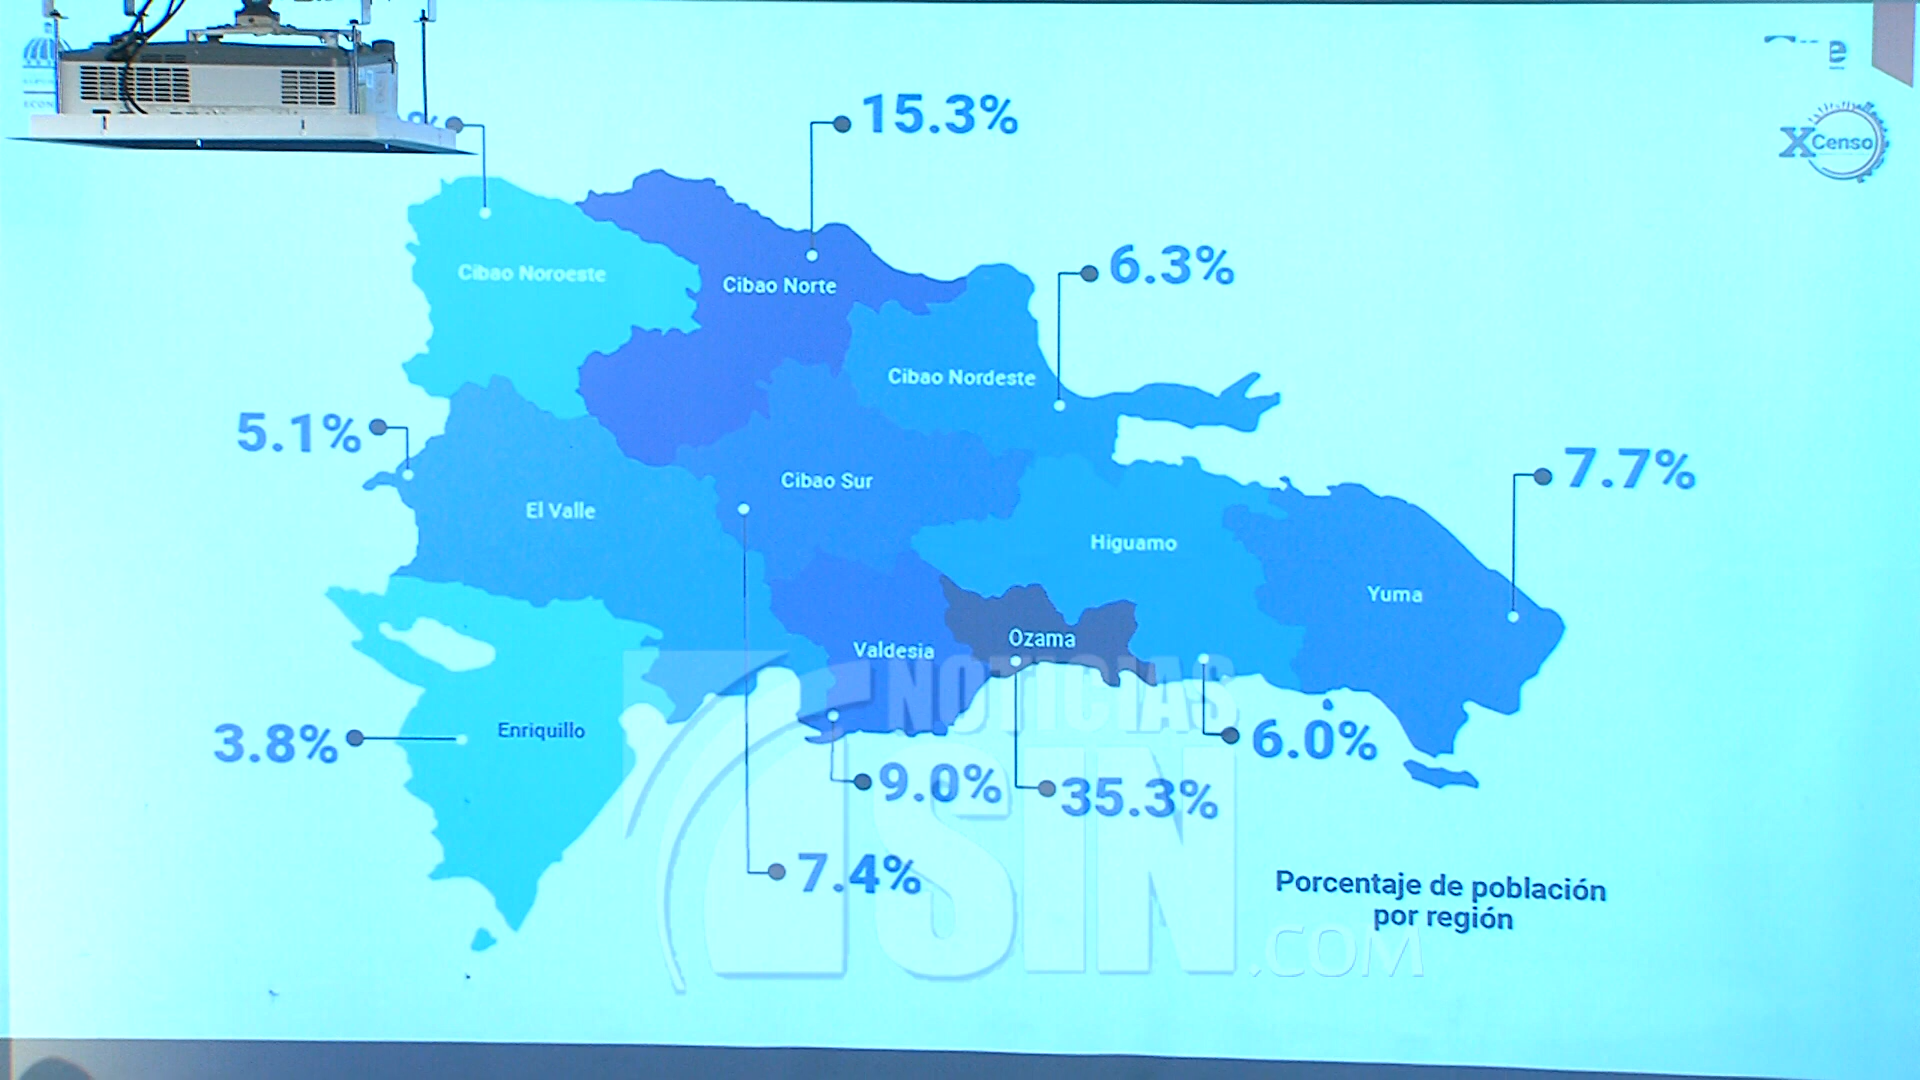 15.3%
X Censo
6.3%
Cibao Noroeste
Cibao Norte
Cibao Nordeste
5.1%
7.7%
Cibao Sur
El Valle
Higuamo
Yuma
Ozama
Valdesia
NOTICIAS
Enriquillo
3.8%
6.0%
9.0%
35.3%
SIN
7.4%
Porcentaje de población
por región
.COM